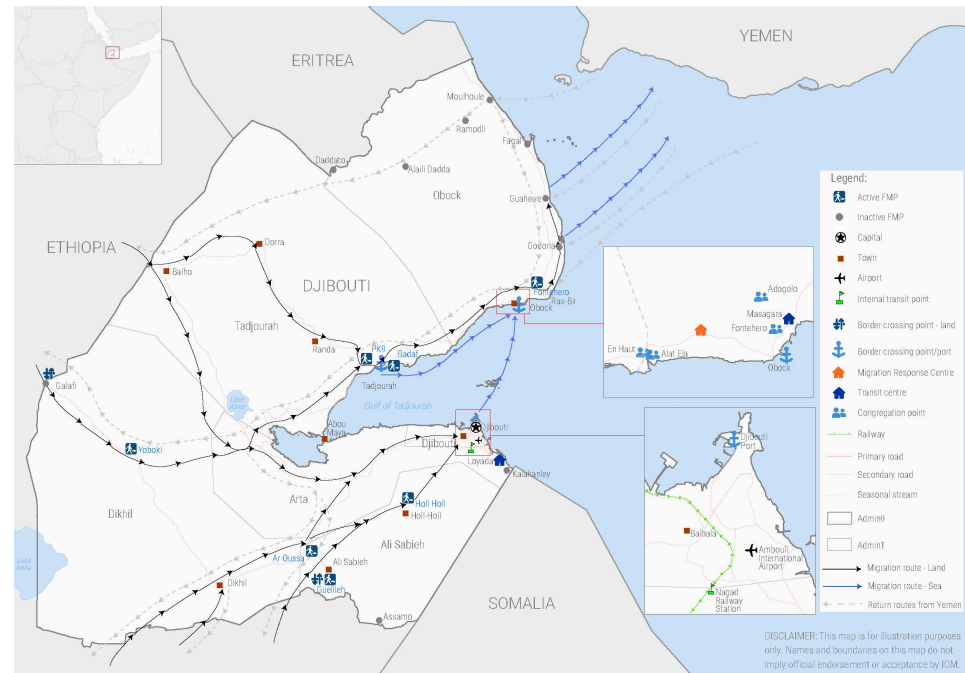 YEMEN
ERITREA
Moulhoule
Ramodli
Fagal
Daddato
Alaili Dadda
Obock
Guahere
ETHIOPIA
Dorra
Godoria
Balho
DJIBOUTI
Fontehero
Ras-Bir
Obock
Tadjourah
Randa
PK9
Gadaf
Tadjourah
Galafi
Lake
Assal
Gulf of Tadjourah
Abou
Maya
Djibouti
Djibouti
Yoboki
Loyada
Kalakanley
Arta
Holl Holl
Holl-Holl
Dikhil
Ali Sabieh
Ar Oussa
Ali Sabieh
Lake
Dikhil
Guelileh
Assamo
SOMALIA
Adogolo
Masagara
Fontehero
En Haut
Alat Ela
Obock
Djibouti
Port
Balbala
Ambouli
International
Airport
Nagad
Railway
Station
Legend:
Active FMP
Inactive FMP
Capital
Town
Airport
Internal transit point
Border crossing point - land
Border crossing point/port
Migration Response Centre
Transit centre
Congregation point
Railway
Primary road
Secondary road
Seasonal stream
Admin0
Admin1
Migration route - Land
Migration route - Sea
Return routes from Yemen
DISCLAIMER: This map is for illustration purposes
only. Names and boundaries on this map do not
imply official endorsement or acceptance by IOM.